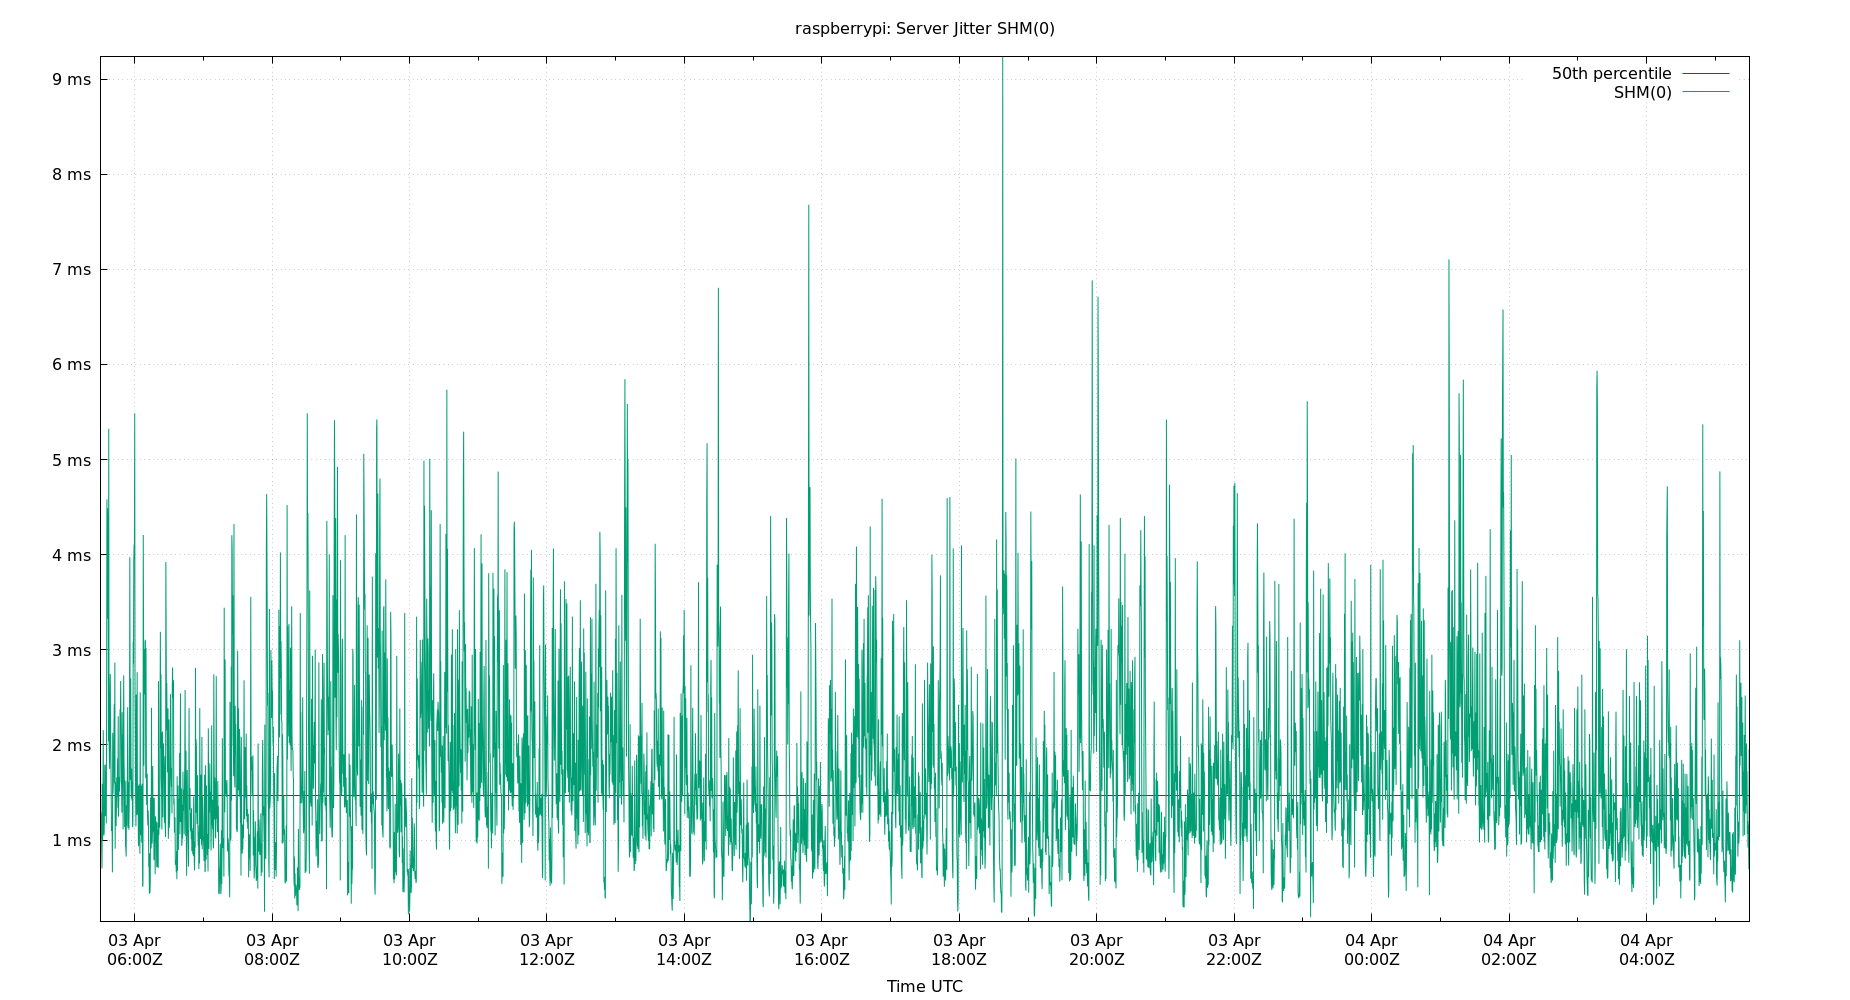 raspberrypi: Server Jitter SHM(0)
50th percentile
SHM(0)
9 ms
8 ms
7 ms
6 ms
5 ms
4 ms
3 ms
2 ms
1 ms
03 Apr 03 Apr 03 Apr 03 Apr 03 Apr 03 Apr 03 Apr 03 Apr 03 Apr 04 Apr 04 Apr 04 Apr
06:00Z 08:00Z 10:00Z 12:00Z 14:00Z 16:00Z 18:00Z 20:00Z 22:00Z 00:00Z 02:00Z 04:00Z
Time UTC